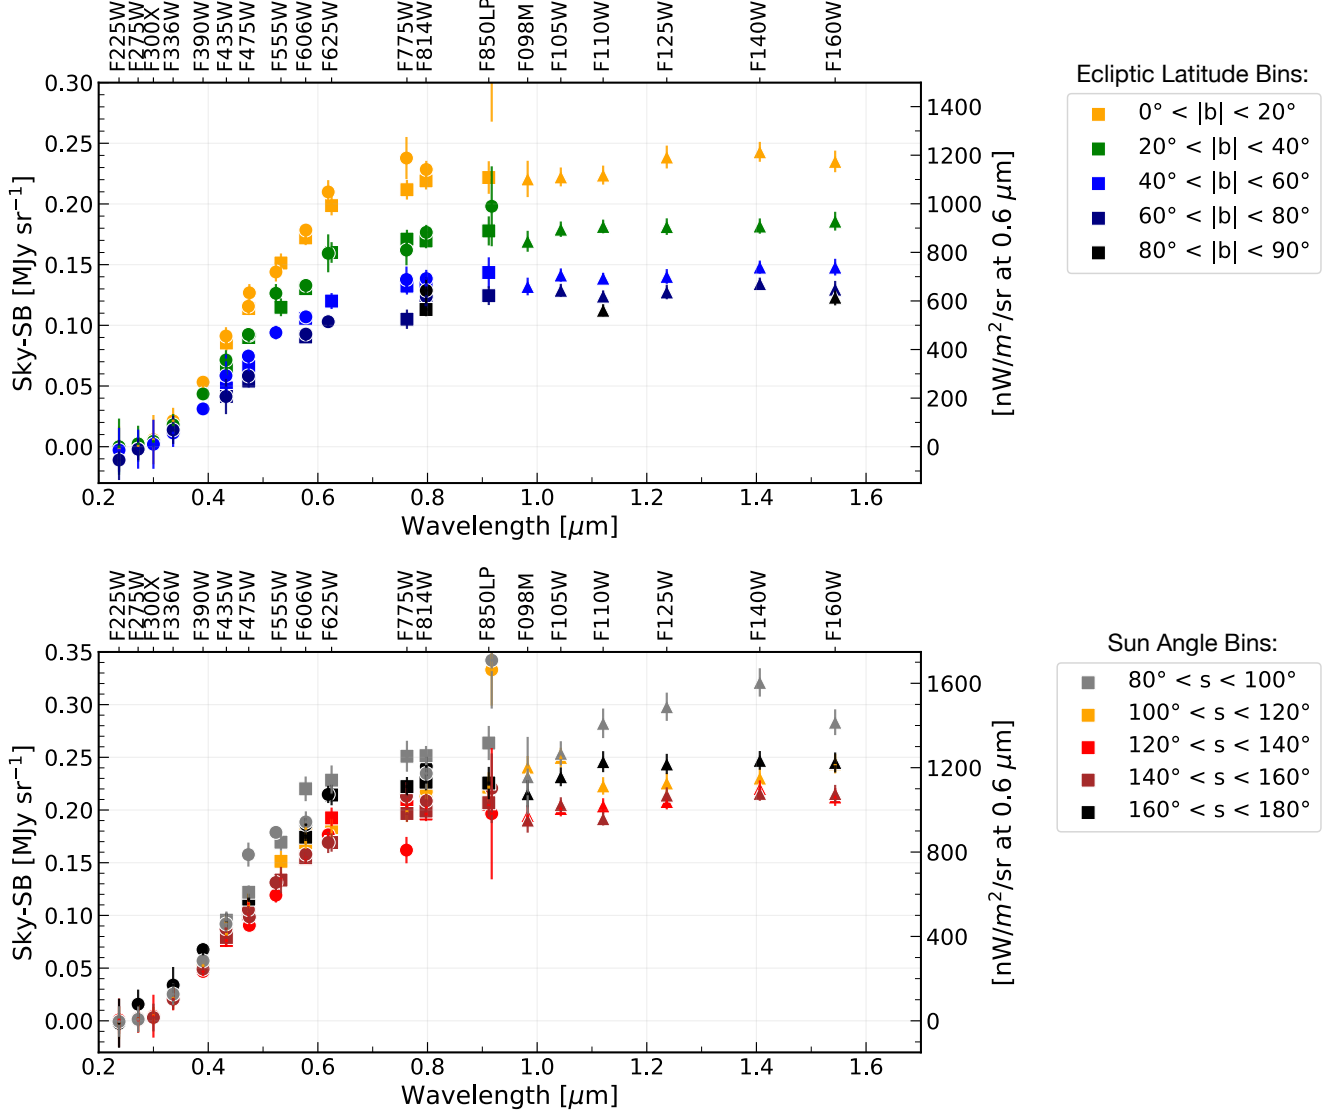 F225W F275W F300X F336W F390W F435W F475W F555W F606W F625W F775W F814W F850LP F098M F105W F110W F125W F140W F160W
0.30
0.25
0.20
0.15
0.10
0.05
0.00
Sky-SB [MJy sr⁻¹]
1400
1200
1000
800
600
400
200
0
[nW/m²/sr at 0.6 μm]
0.2 0.4 0.6 0.8 1.0 1.2 1.4 1.6
Wavelength [μm]
Ecliptic Latitude Bins:
0° < |b| < 20°
20° < |b| < 40°
40° < |b| < 60°
60° < |b| < 80°
80° < |b| < 90°
F225W F275W F300X F336W F390W F435W F475W F555W F606W F625W F775W F814W F850LP F098M F105W F110W F125W F140W F160W
0.35
0.30
0.25
0.20
0.15
0.10
0.05
0.00
Sky-SB [MJy sr⁻¹]
1600
1200
800
400
0
[nW/m²/sr at 0.6 μm]
0.2 0.4 0.6 0.8 1.0 1.2 1.4 1.6
Wavelength [μm]
Sun Angle Bins:
80° < s < 100°
100° < s < 120°
120° < s < 140°
140° < s < 160°
160° < s < 180°